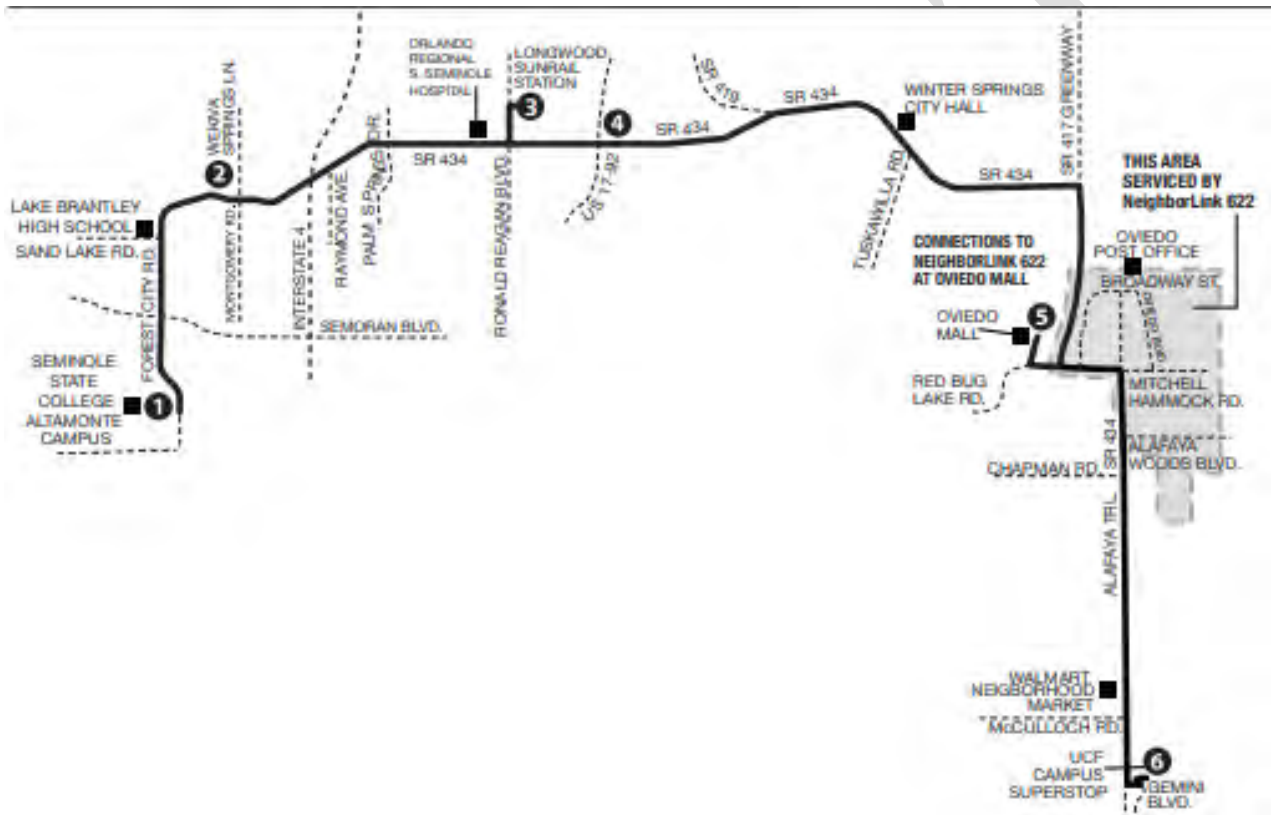 ORLANDO
REGIONAL
S. SEMINOLE
HOSPITAL
LONGWOOD
SUNRAIL
STATION
3
WEKIVA
SPRINGS LN.
2
PALM SPRINGS DR.
SR 434
4
US 17-92
SR 434
SR 419
SR 434
WINTER SPRINGS
CITY HALL
SR 417 GREENWAY
SR 434
TUSKAWILLA RD.
THIS AREA
SERVICED BY
NeighborLink 622
LAKE BRANTLEY
HIGH SCHOOL
SAND LAKE RD.
FOREST CITY RD.
MONTGOMERY RD.
INTERSTATE 4
RAYMOND AVE.
RONALD REAGAN BLVD.
SEMORAN BLVD.
CONNECTIONS TO
NEIGHBORLINK 622
AT OVIEDO MALL
OVIEDO
POST OFFICE
BROADWAY ST.
OVIEDO
MALL
5
RED BUG
LAKE RD.
MITCHELL
HAMMOCK RD.
SEMINOLE
STATE
COLLEGE
ALTAMONTE
CAMPUS
1
SR 434
ALAFAYA
WOODS BLVD.
CHAPMAN RD.
ALAFAYA TRL.
WALMART
NEIGBORHOOD
MARKET
McCULLOCH RD.
UCF
CAMPUS
SUPERSTOP
6
GEMINI
BLVD.